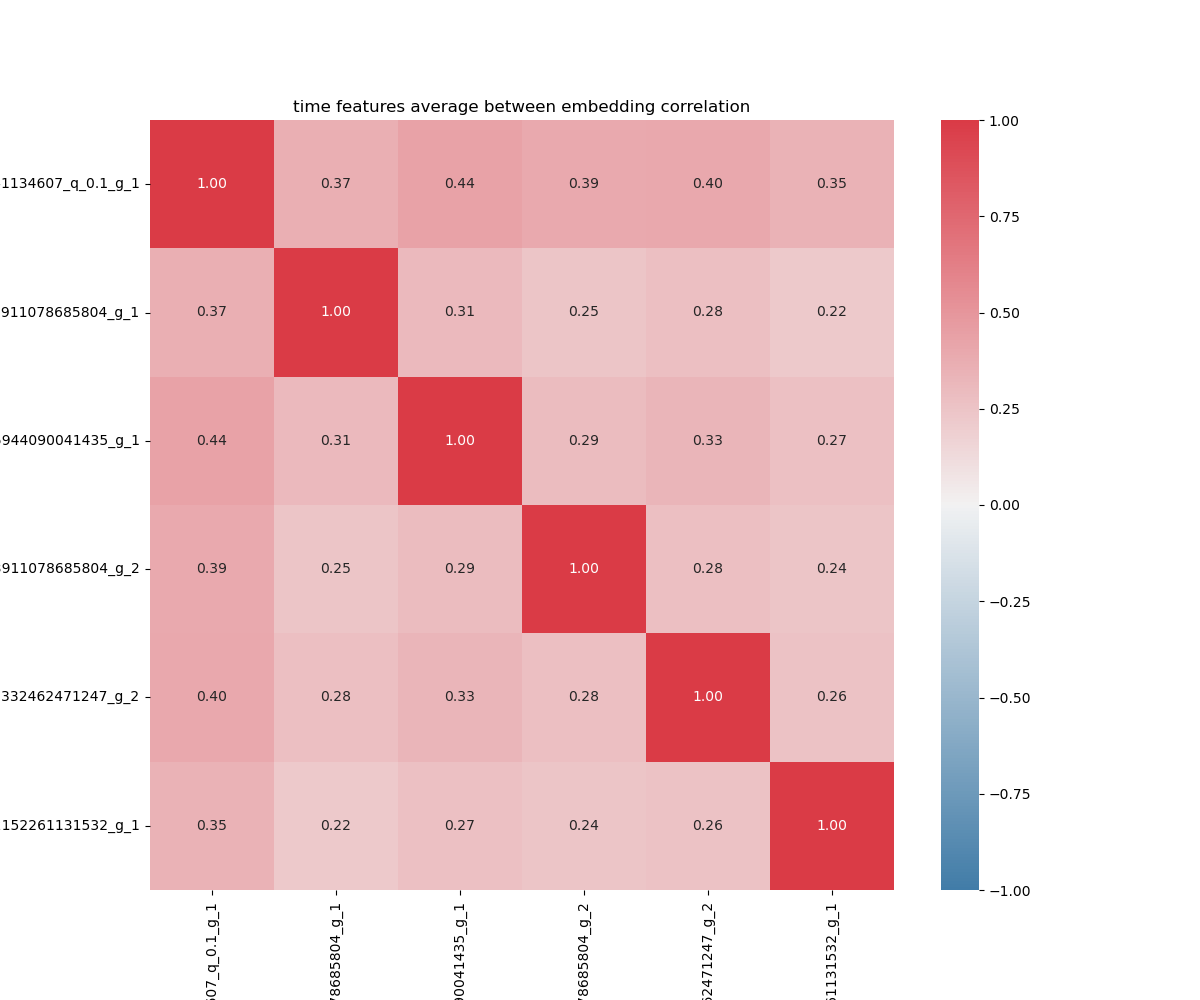 time features average between embedding correlation
1134607_q_0.1_g_1 1.00 0.37 0.44 0.39 0.40 0.35
911078685804_g_1 0.37 1.00 0.31 0.25 0.28 0.22
944090041435_g_1 0.44 0.31 1.00 0.29 0.33 0.27
911078685804_g_2 0.39 0.25 0.29 1.00 0.28 0.24
332462471247_g_2 0.40 0.28 0.33 0.28 1.00 0.26
152261131532_g_1 0.35 0.22 0.27 0.24 0.26 1.00
607_q_0.1_g_1
78685804_g_1
90041435_g_1
78685804_g_2
62471247_g_2
61131532_g_1
1.00
0.75
0.50
0.25
0.00
−0.25
−0.50
−0.75
−1.00